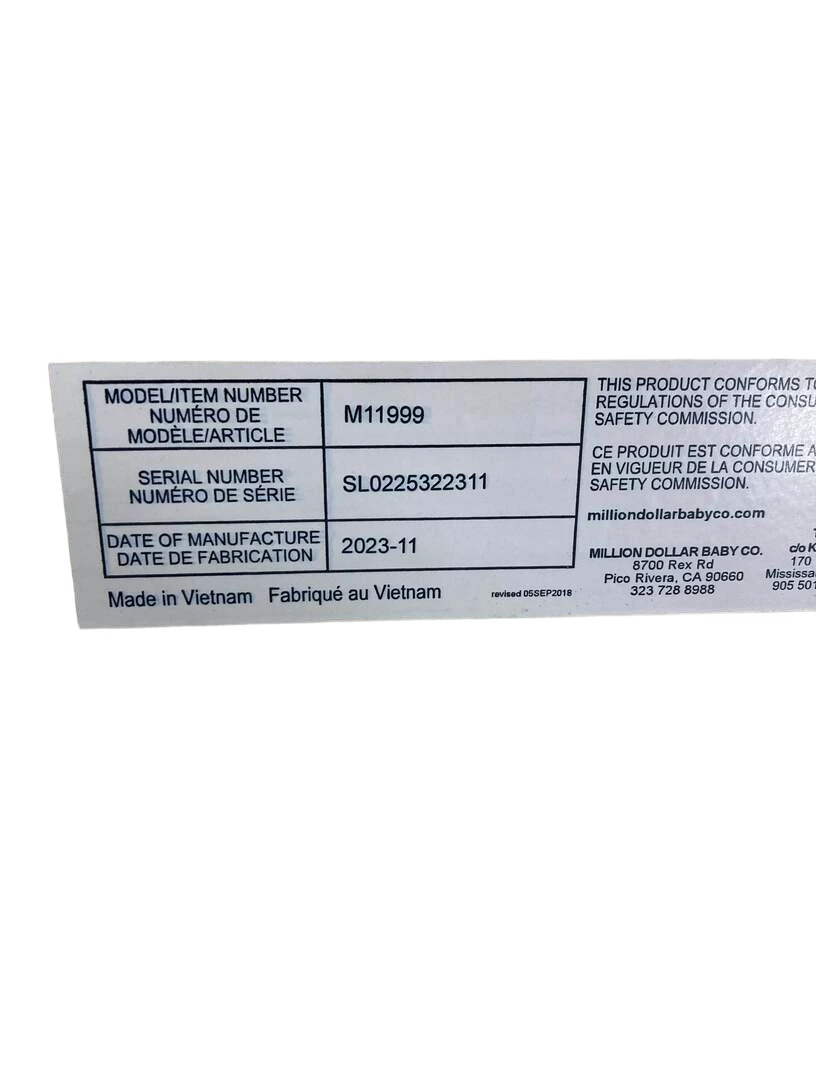 MODEL/ITEM NUMBER
NUMÉRO DE
MODÈLE/ARTICLE
M11999
SERIAL NUMBER
NUMÉRO DE SÉRIE
SL0225322311
DATE OF MANUFACTURE
DATE DE FABRICATION
2023-11
Made in Vietnam Fabriqué au Vietnam
revised 05SEP2018
THIS PRODUCT CONFORMS
REGULATIONS OF THE
SAFETY COMMISSION.
CE PRODUIT EST CONFORME
EN VIGUEUR DE LA CONSUMER
SAFETY COMMISSION.
milliondollarbabyco.com
MILLION DOLLAR BABY CO.
8700 Rex Rd
Pico Rivera, CA 90660
323 728 8988
c/o
170
905